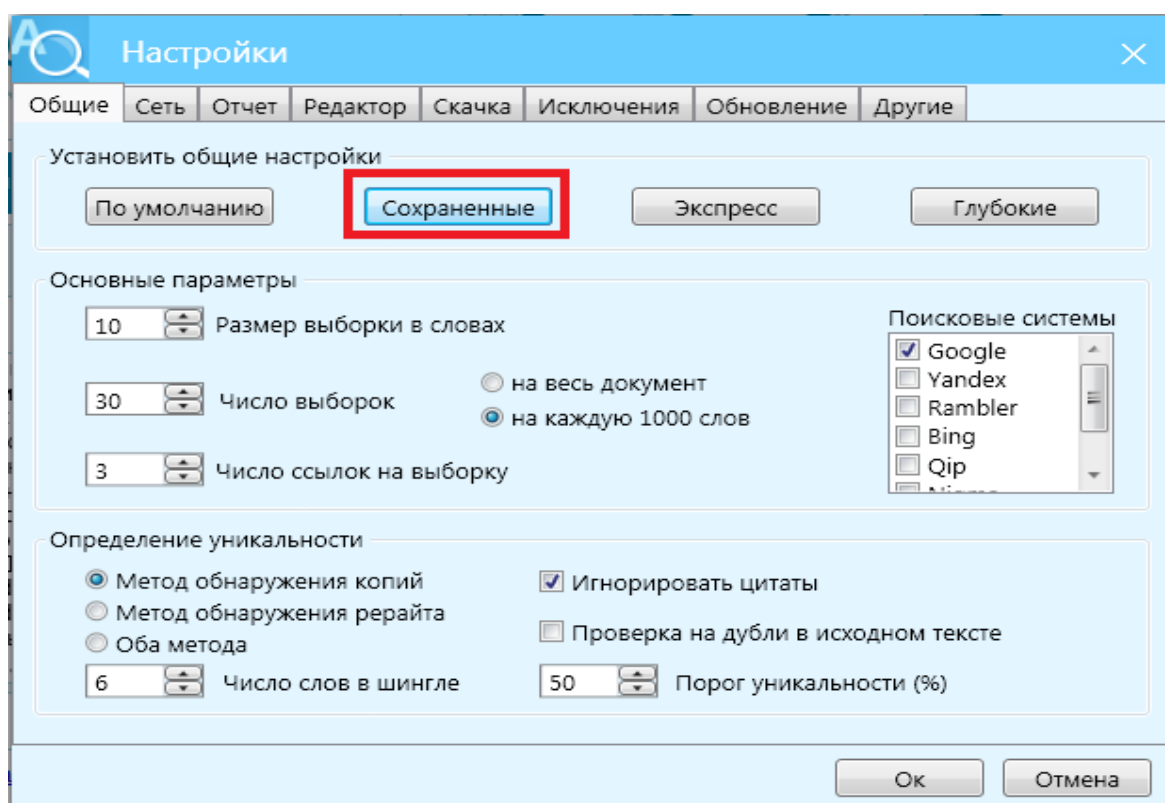 Настройки
Общие Сеть Отчет Редактор Скачка Исключения Обновление Другие
Установить общие настройки
По умолчанию Сохраненные Экспресс Глубокие
Основные параметры
10 Размер выборки в словах
Поисковые системы
Google
Yandex
Rambler
Bing
Qip
30 Число выборок
на весь документ
на каждую 1000 слов
3 Число ссылок на выборку
Определение уникальности
Метод обнаружения копий
Метод обнаружения рерайта
Оба метода
6 Число слов в шингле
Игнорировать цитаты
Проверка на дубли в исходном тексте
50 Порог уникальности (%)
Ок Отмена